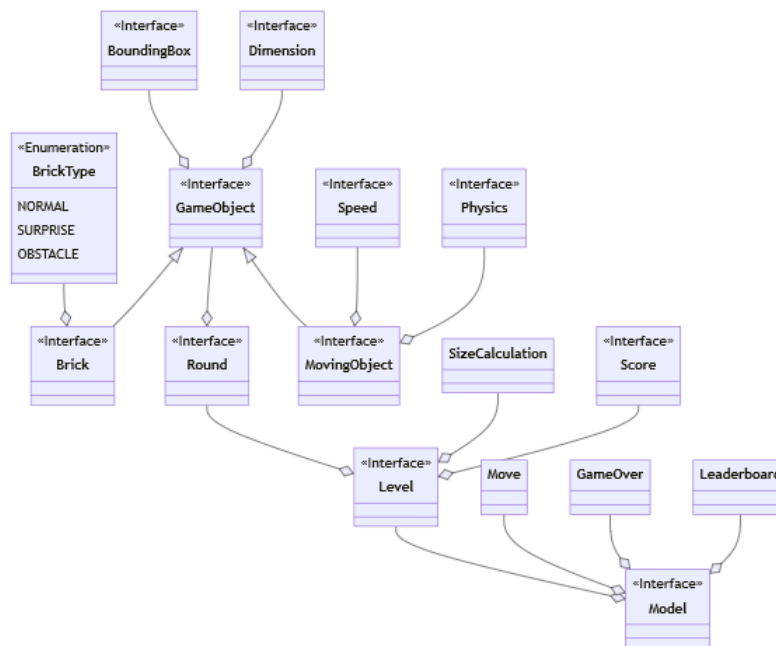 «Interface»
BoundingBox
«Interface»
Dimension
«Enumeration»
BrickType
NORMAL
SURPRISE
OBSTACLE
«Interface»
GameObject
«Interface»
Speed
«Interface»
Physics
«Interface»
Brick
«Interface»
Round
«Interface»
MovingObject
SizeCalculation
«Interface»
Score
«Interface»
Level
Move
GameOver
Leaderboard
«Interface»
Model